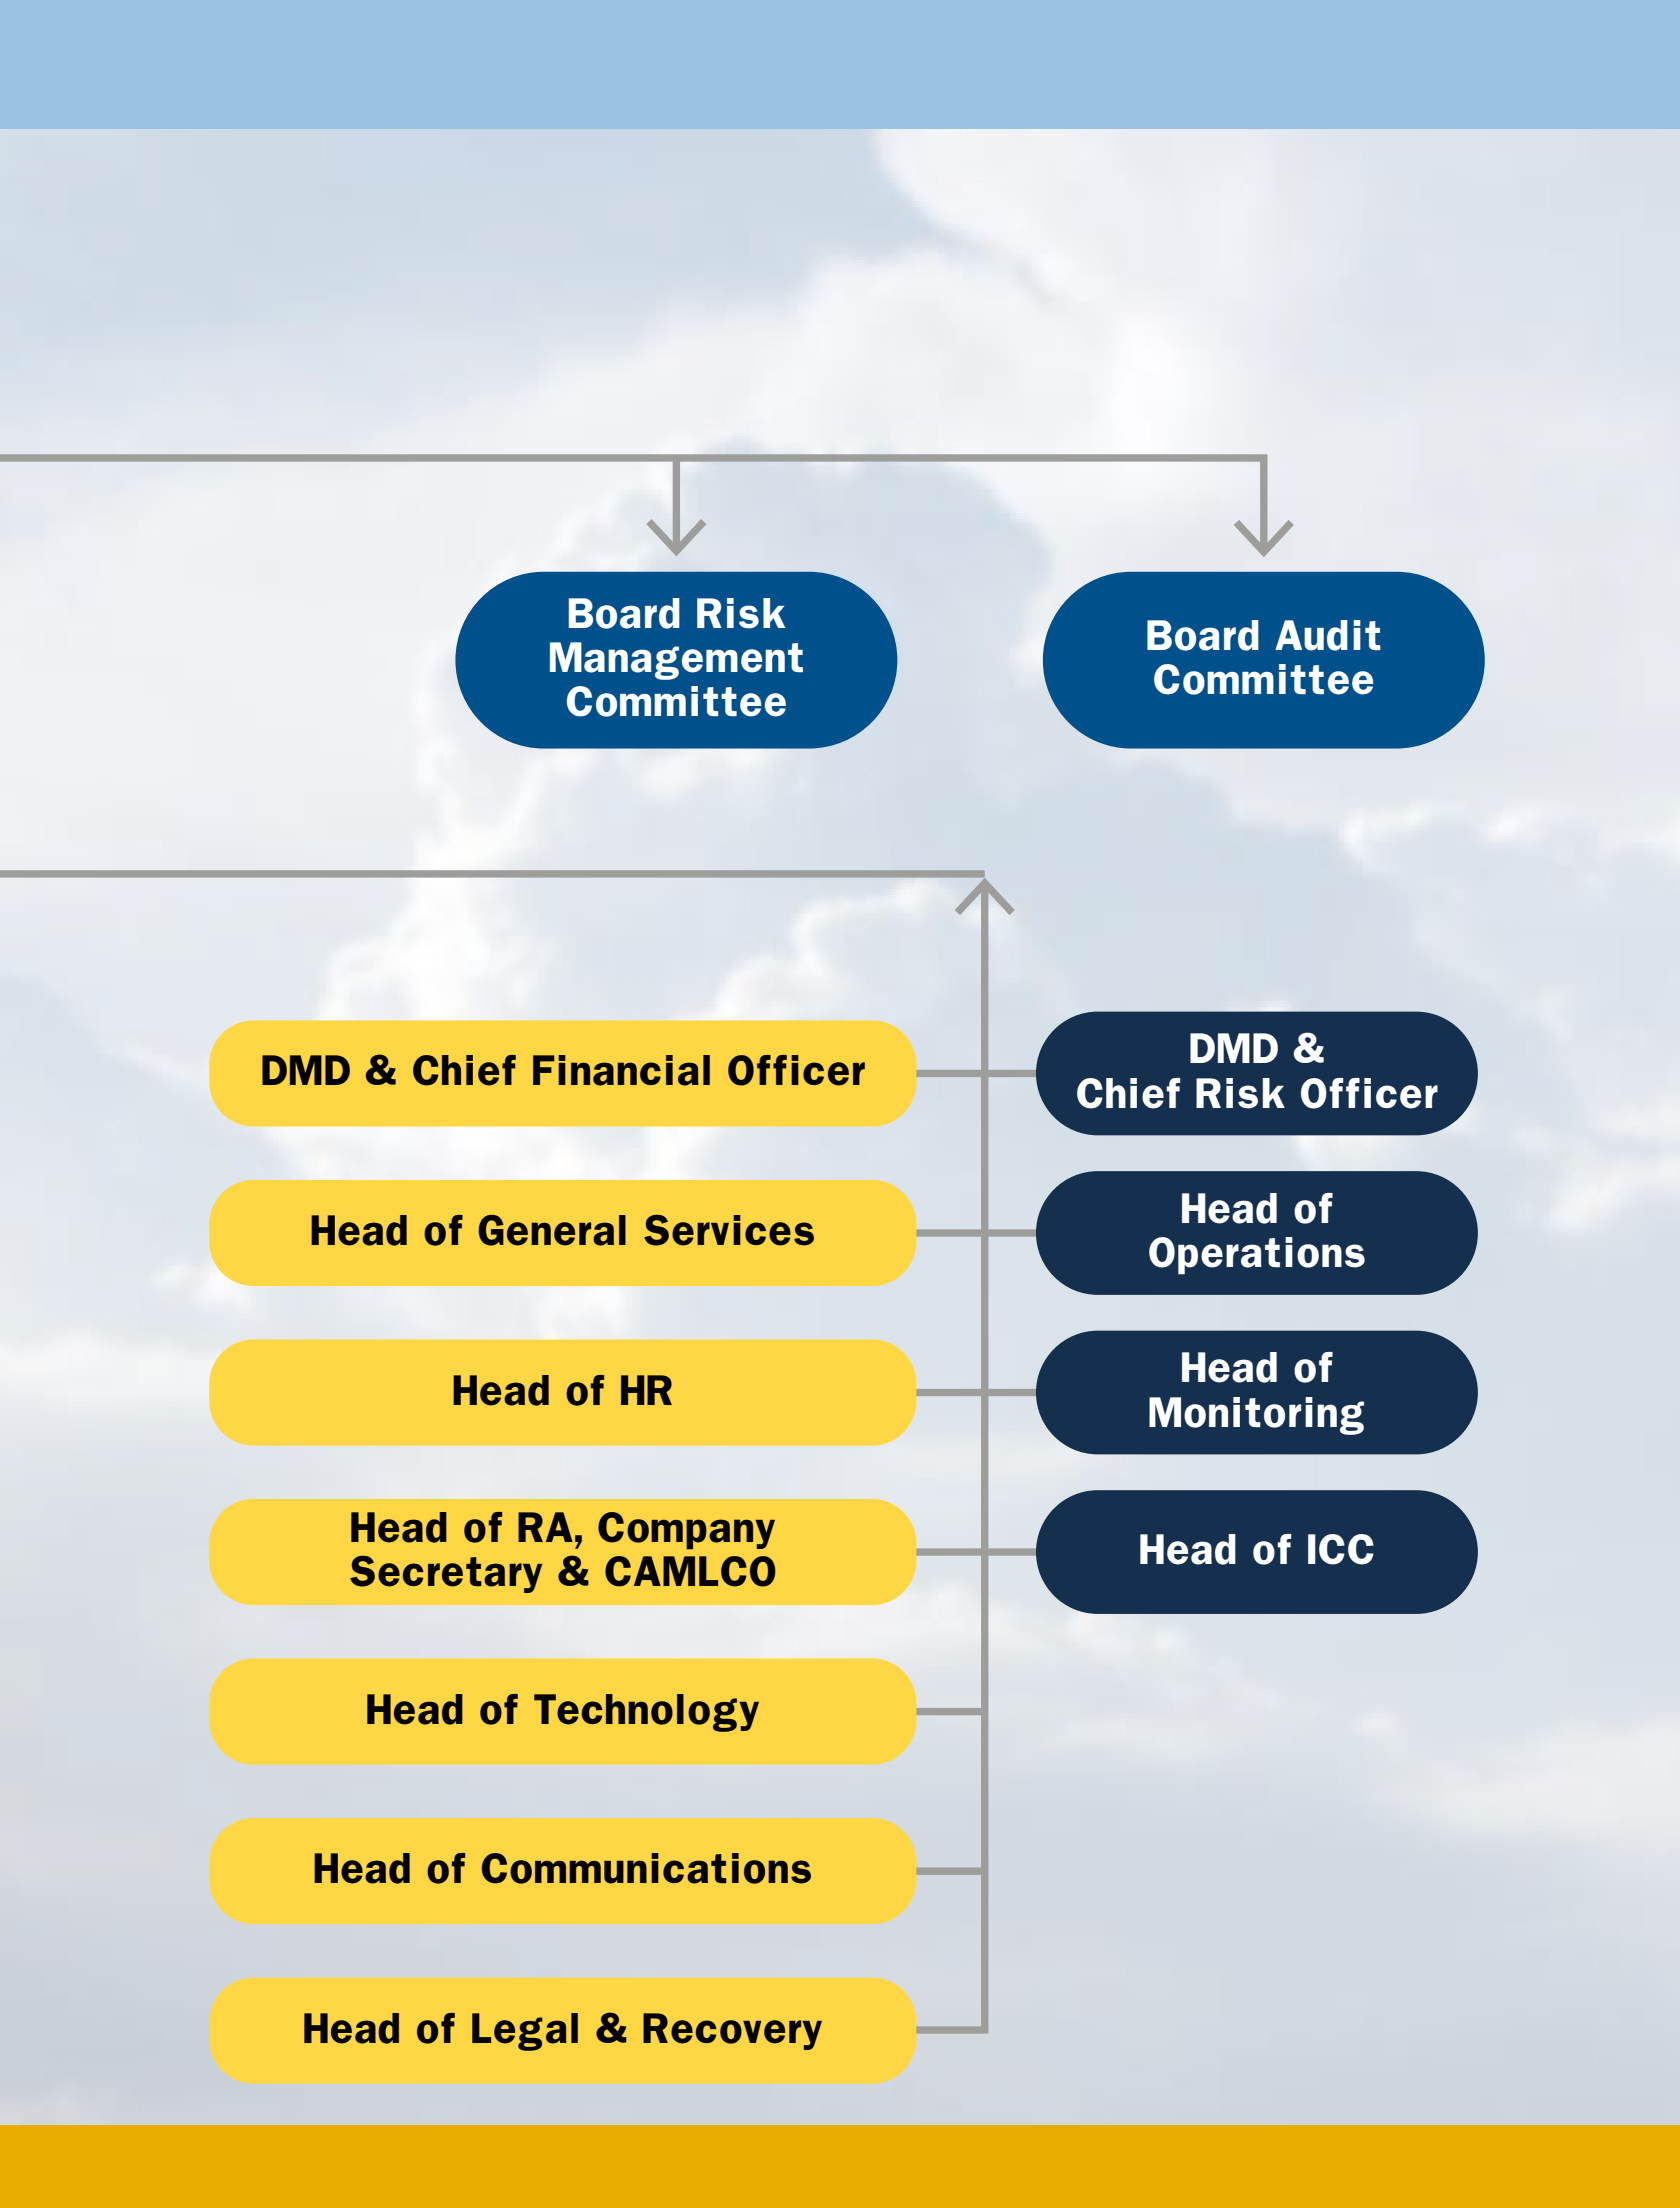 Board Risk
Management
Committee
Board Audit
Committee
DMD & Chief Financial Officer
DMD &
Chief Risk Officer
Head of General Services
Head of
Operations
Head of HR
Head of
Monitoring
Head of RA, Company
Secretary & CAMLCO
Head of ICC
Head of Technology
Head of Communications
Head of Legal & Recovery